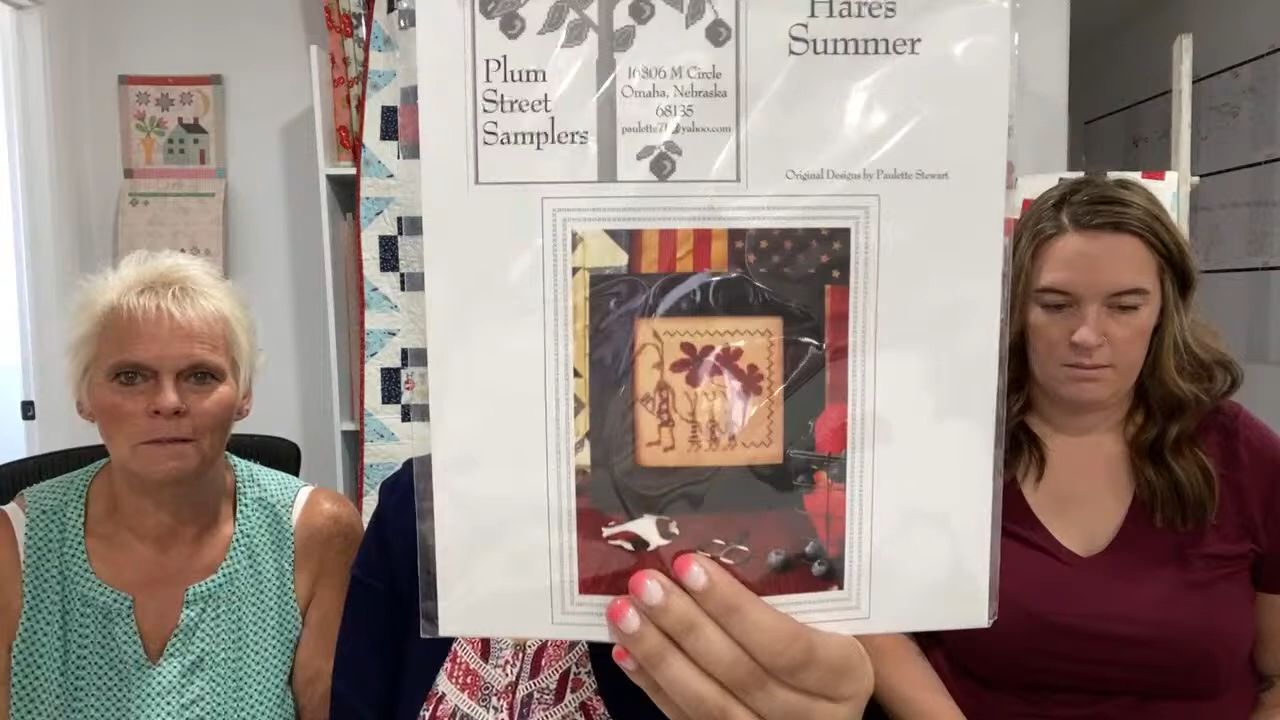 Hares
Summer
Plum
Street
Samplers
16806 M Circle
Omaha, Nebraska
68135
Original Designs by Paulette Stewart